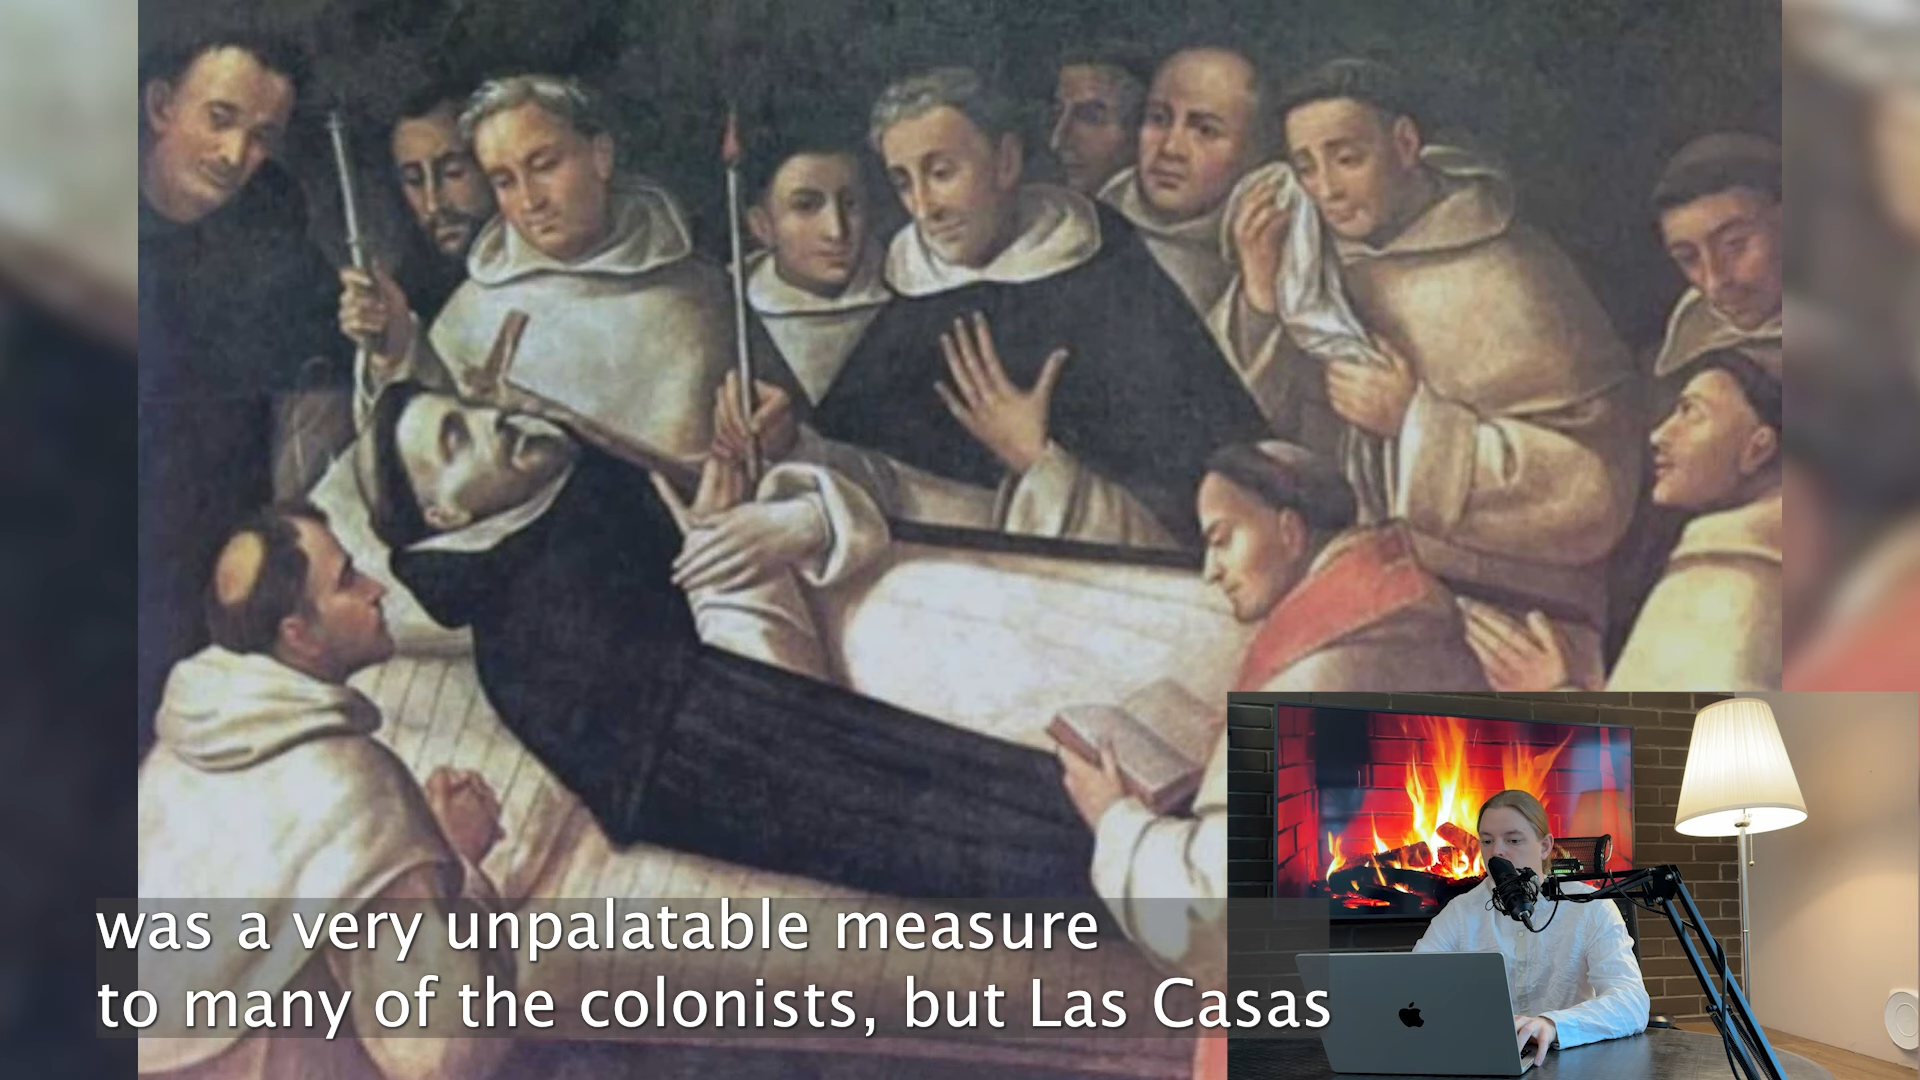 was a very unpalatable measure
to many of the colonists, but Las Casas